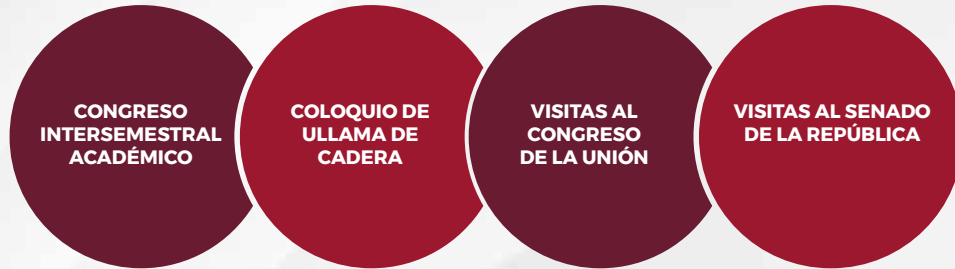 CONGRESO
INTERSEMESTRAL
ACADÉMICO
COLOQUIO DE
ULLAMA DE
CADERA
VISITAS AL
CONGRESO
DE LA UNIÓN
VISITAS AL SENADO
DE LA REPÚBLICA